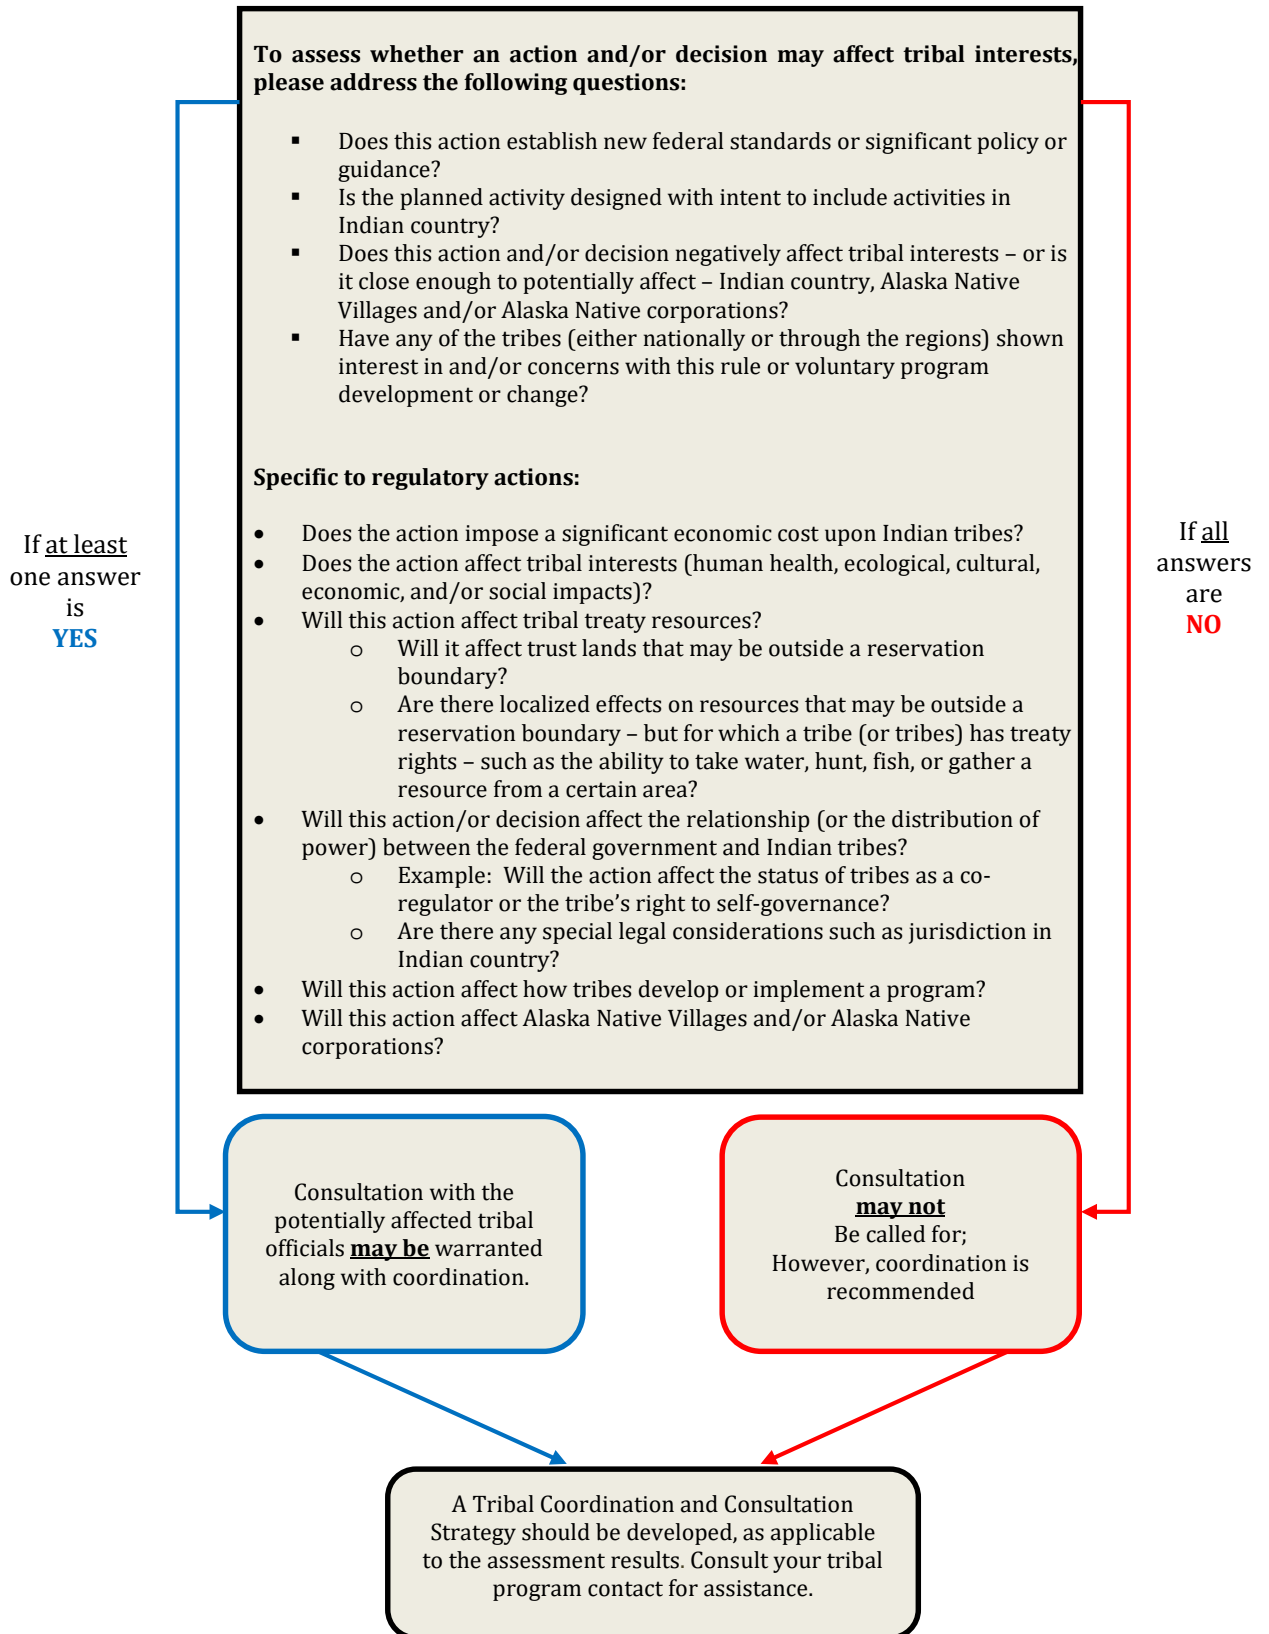 To assess whether an action and/or decision may affect tribal interests,
please address the following questions:
▪ Does this action establish new federal standards or significant policy or
guidance?
▪ Is the planned activity designed with intent to include activities in
Indian country?
▪ Does this action and/or decision negatively affect tribal interests – or is
it close enough to potentially affect – Indian country, Alaska Native
Villages and/or Alaska Native corporations?
▪ Have any of the tribes (either nationally or through the regions) shown
interest in and/or concerns with this rule or voluntary program
development or change?
Specific to regulatory actions:
• Does the action impose a significant economic cost upon Indian tribes?
• Does the action affect tribal interests (human health, ecological, cultural,
economic, and/or social impacts)?
• Will this action affect tribal treaty resources?
o Will it affect trust lands that may be outside a reservation
boundary?
o Are there localized effects on resources that may be outside a
reservation boundary – but for which a tribe (or tribes) has treaty
rights – such as the ability to take water, hunt, fish, or gather a
resource from a certain area?
• Will this action/or decision affect the relationship (or the distribution of
power) between the federal government and Indian tribes?
o Example: Will the action affect the status of tribes as a co-
regulator or the tribe’s right to self-governance?
o Are there any special legal considerations such as jurisdiction in
Indian country?
• Will this action affect how tribes develop or implement a program?
• Will this action affect Alaska Native Villages and/or Alaska Native
corporations?
If at least
one answer
is
YES
If all
answers
are
NO
Consultation with the
potentially affected tribal
officials may be warranted
along with coordination.
Consultation
may not
Be called for;
However, coordination is
recommended
A Tribal Coordination and Consultation
Strategy should be developed, as applicable
to the assessment results. Consult your tribal
program contact for assistance.